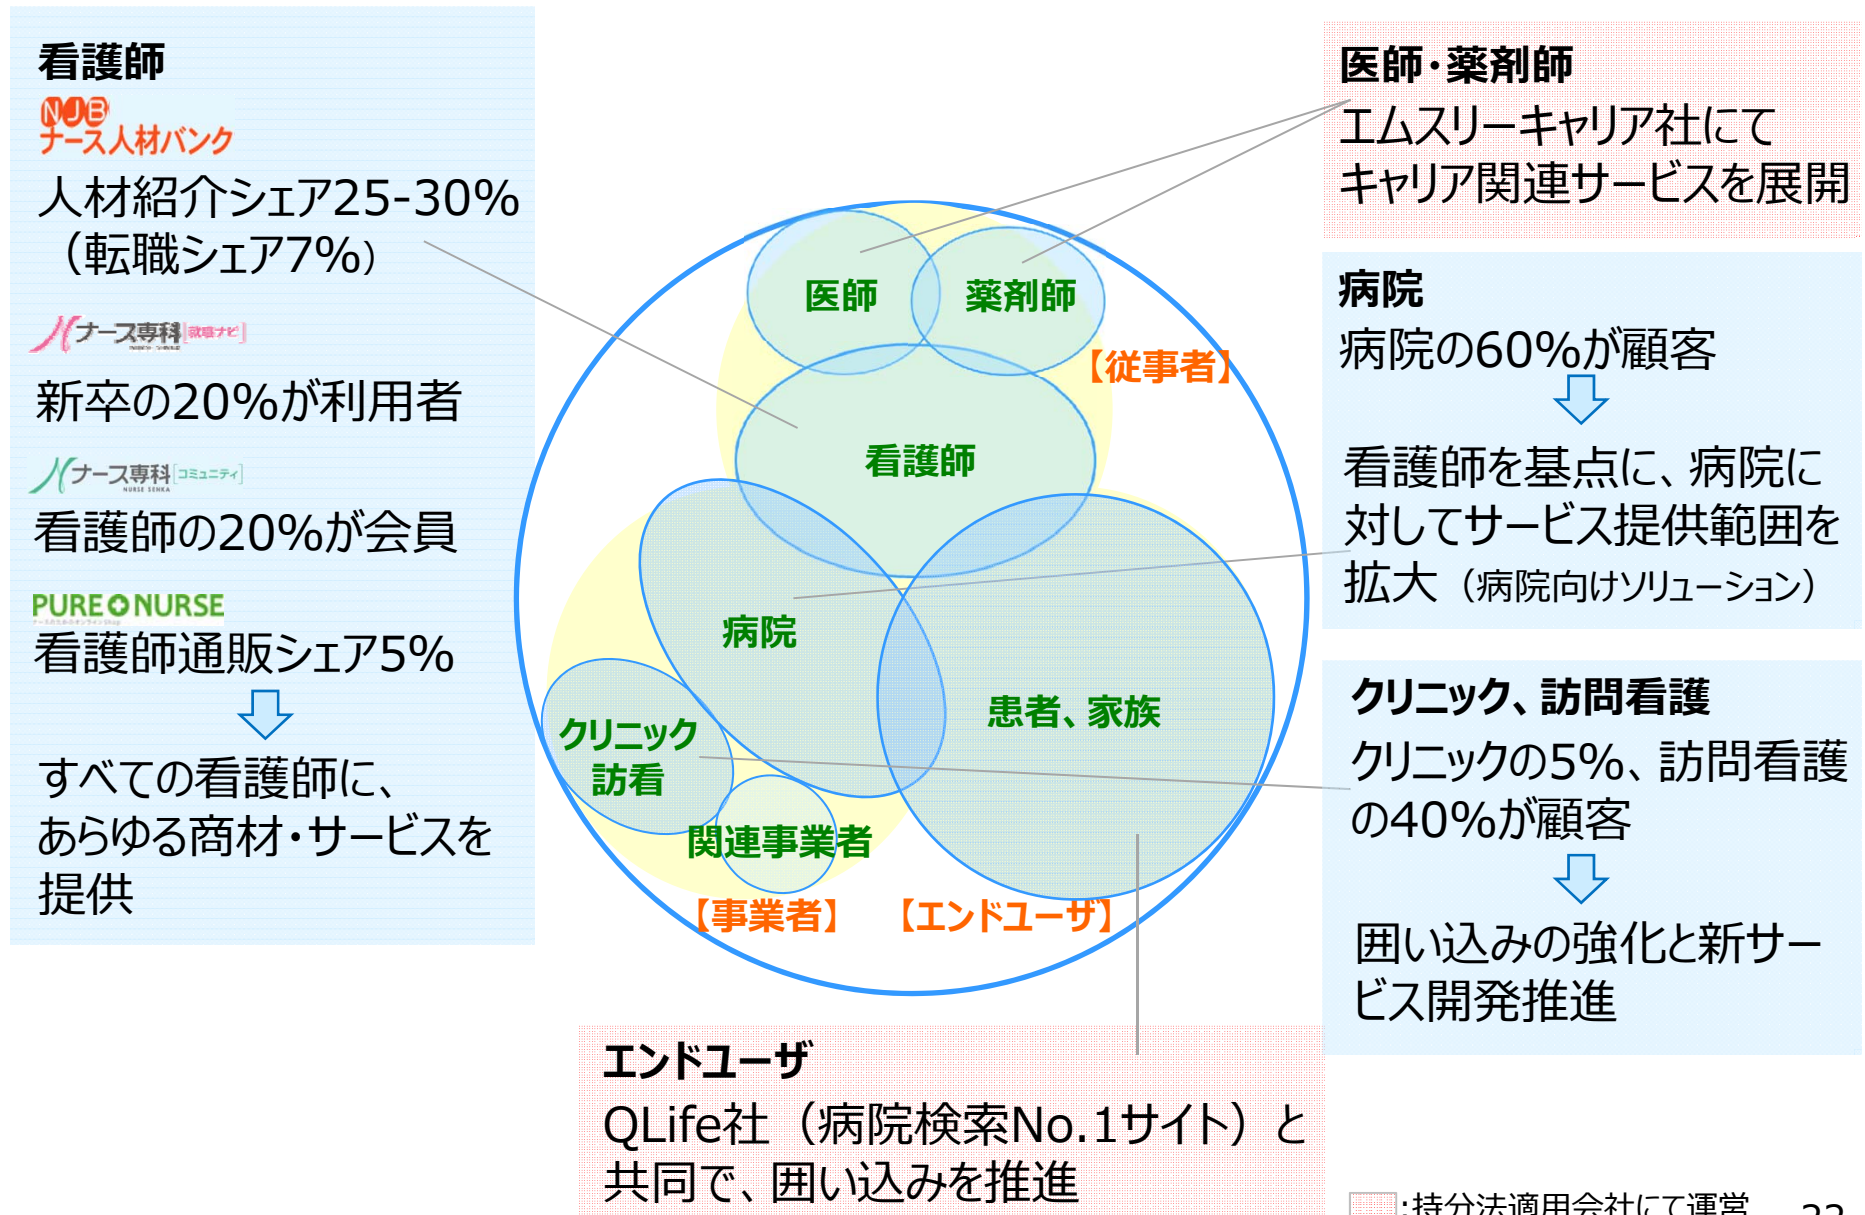 看護師
NJB
ナース人材バンク
人材紹介シェア25-30%
（転職シェア7%）
ナース専科[就職ナビ]
新卒の20%が利用者
ナース専科[コミュニティ]
NURSE SENKA
看護師の20%が会員
PURE NURSE
看護師通販シェア5%
すべての看護師に、
あらゆる商材・サービスを
提供
医師
薬剤師
【従事者】
看護師
病院
患者、家族
クリニック
訪看
関連事業者
【事業者】
【エンドユーザ】
医師・薬剤師
エムスリーキャリア社にて
キャリア関連サービスを展開
病院
病院の60%が顧客
看護師を基点に、病院に
対してサービス提供範囲を
拡大（病院向けソリューション）
クリニック、訪問看護
クリニックの5%、訪問看護
の40%が顧客
囲い込みの強化と新サー
ビス開発推進
エンドユーザ
QLife社（病院検索No.1サイト）と
共同で、囲い込みを推進
:持分法適用会社にて運営